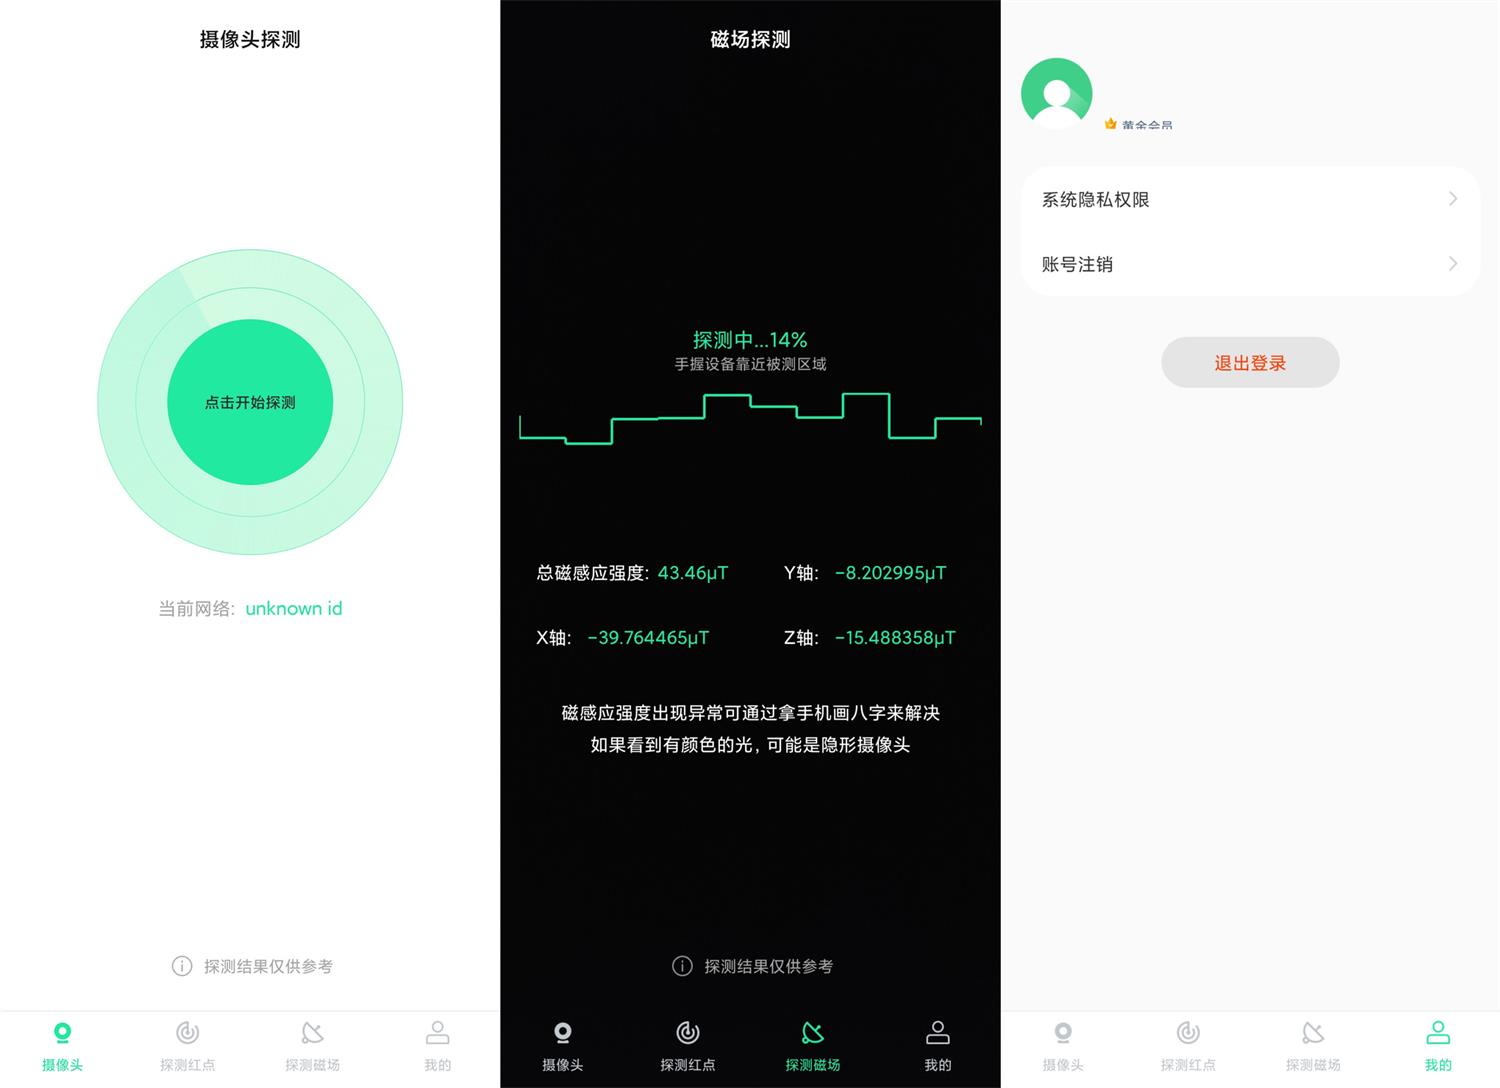 摄像头探测
点击开始探测
当前网络: unknown id
探测结果仅供参考
摄像头
探测红点
探测磁场
我的
磁场探测
探测中...14%
手握设备靠近被测区域
总磁感应强度: 43.46μT
Y轴: -8.202995μT
X轴: -39.764465μT
Z轴: -15.488358μT
磁感应强度出现异常可通过拿手机画八字来解决
如果看到有颜色的光，可能是隐形摄像头
探测结果仅供参考
摄像头
探测红点
探测磁场
我的
黄金会员
系统隐私权限
账号注销
退出登录
摄像头
探测红点
探测磁场
我的